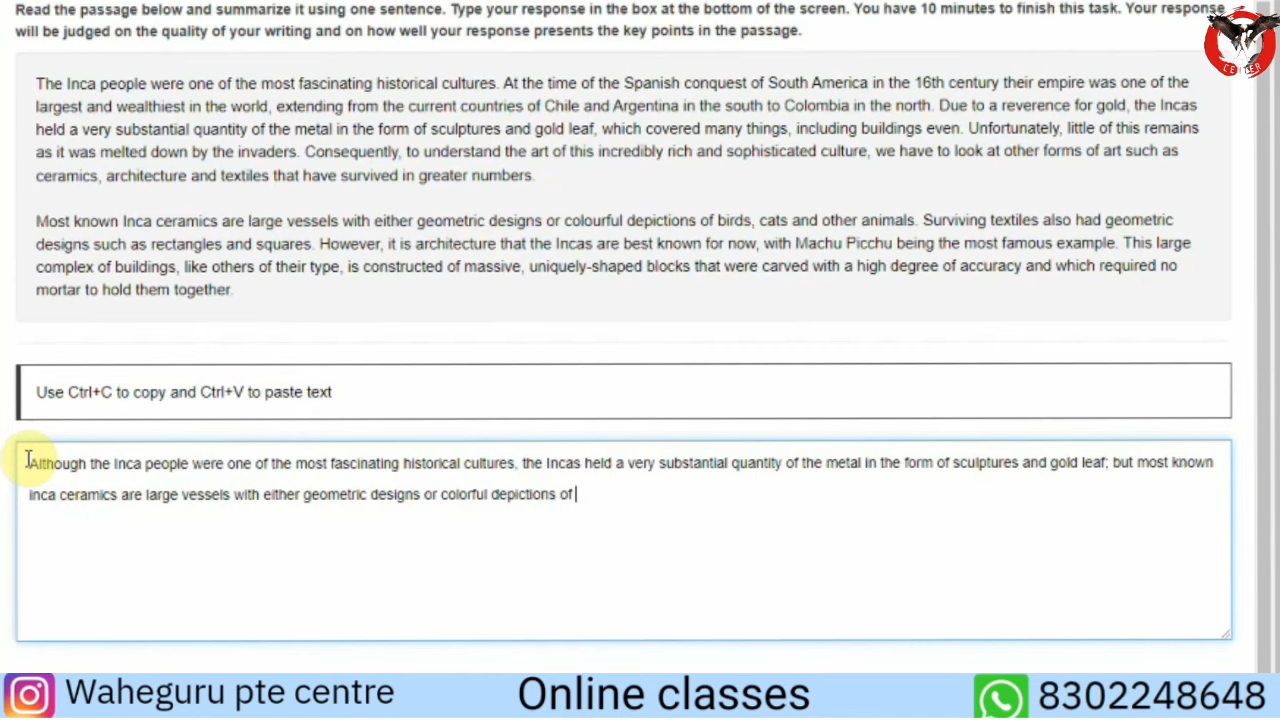 Read the passage below and summarize it using one sentence. Type your response in the box at the bottom of the screen. You have 10 minutes to finish this task. Your response
will be judged on the quality of your writing and on how well your response presents the key points in the passage.
The Inca people were one of the most fascinating historical cultures. At the time of the Spanish conquest of South America in the 16th century their empire was one of the
largest and wealthiest in the world, extending from the current countries of Chile and Argentina in the south to Colombia in the north. Due to a reverence for gold, the Incas
held a very substantial quantity of the metal in the form of sculptures and gold leaf, which covered many things, including buildings even. Unfortunately, little of this remains
as it was melted down by the invaders. Consequently, to understand the art of this incredibly rich and sophisticated culture, we have to look at other forms of art such as
ceramics, architecture and textiles that have survived in greater numbers.
Most known Inca ceramics are large vessels with either geometric designs or colourful depictions of birds, cats and other animals. Surviving textiles also had geometric
designs such as rectangles and squares. However, it is architecture that the Incas are best known for now, with Machu Picchu being the most famous example. This large
complex of buildings, like others of their type, is constructed of massive, uniquely-shaped blocks that were carved with a high degree of accuracy and which required no
mortar to hold them together.
Use Ctrl+C to copy and Ctrl+V to paste text
Although the Inca people were one of the most fascinating historical cultures, the Incas held a very substantial quantity of the metal in the form of sculptures and gold leaf; but most known
inca ceramics are large vessels with either geometric designs or colorful depictions of
Waheguru pte centre Online classes 8302248648